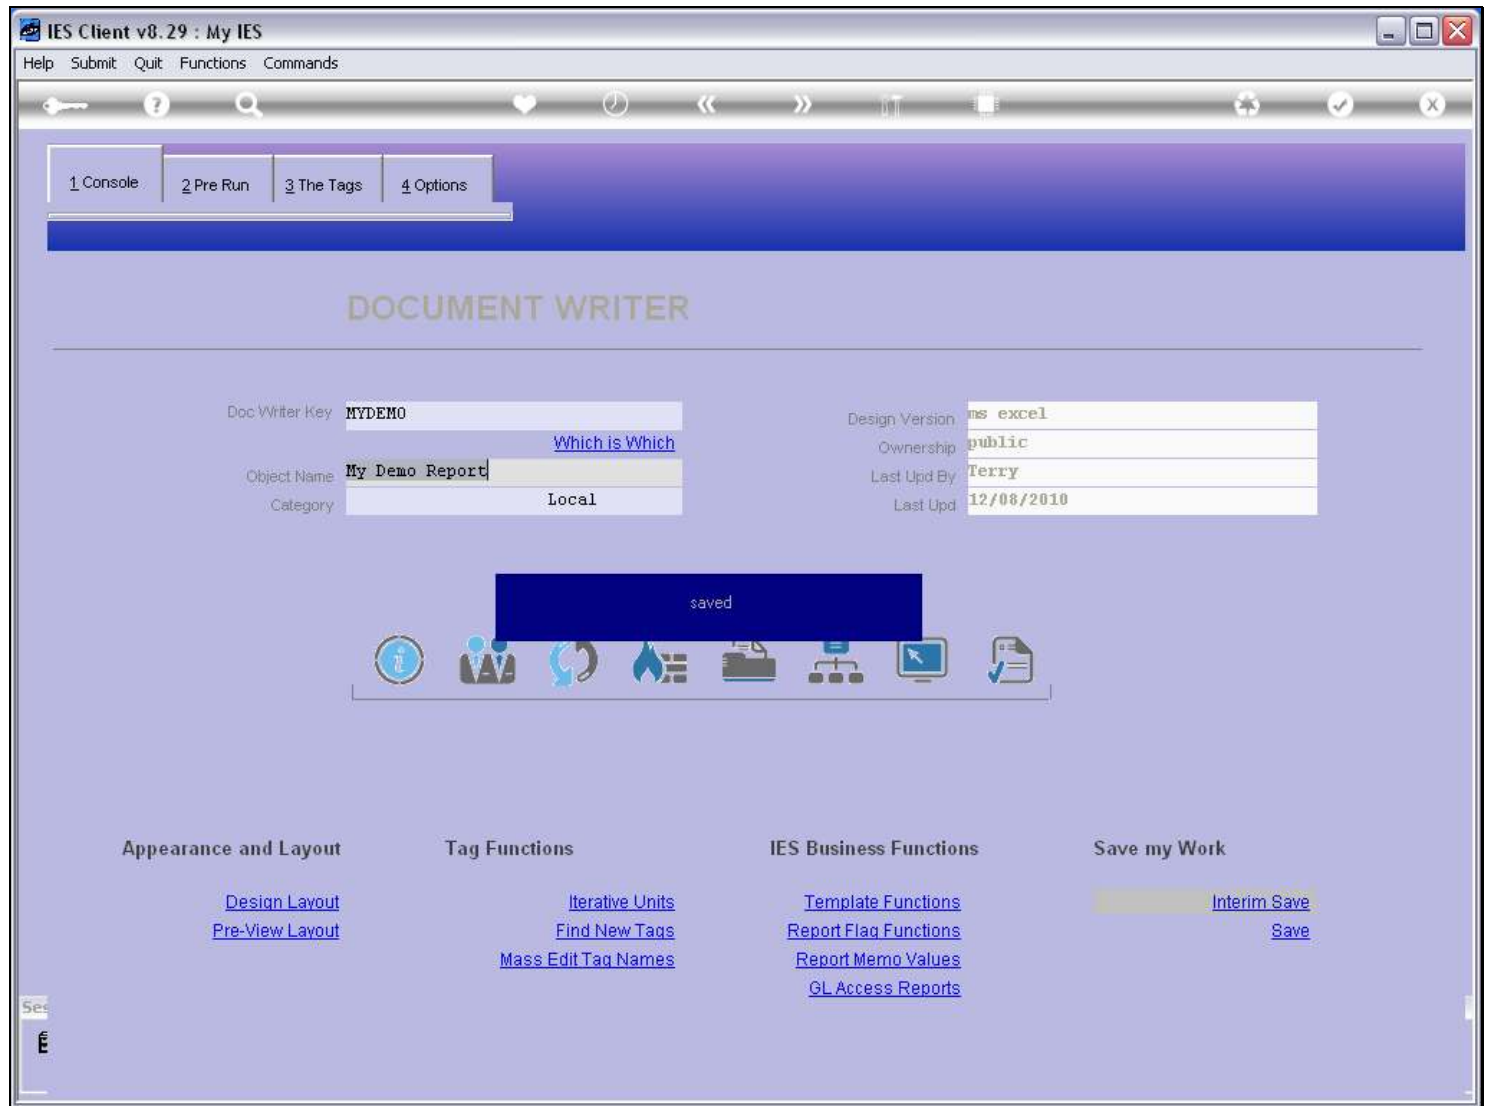 IES Client v8.29 : My IES
Help Submit Quit Functions Commands
1 Console 2 Pre Run 3 The Tags 4 Options
DOCUMENT WRITER
Doc Writer Key MYDEMO
Which is Which
Object Name My Demo Report
Category Local
Design Version ms excel
Ownership public
Last Upd By Terry
Last Upd 12/08/2010
saved
Appearance and Layout
Design Layout
Pre-View Layout
Tag Functions
Iterative Units
Find New Tags
Mass Edit Tag Names
IES Business Functions
Template Functions
Report Flag Functions
Report Memo Values
GL Access Reports
Save my Work
Interim Save
Save